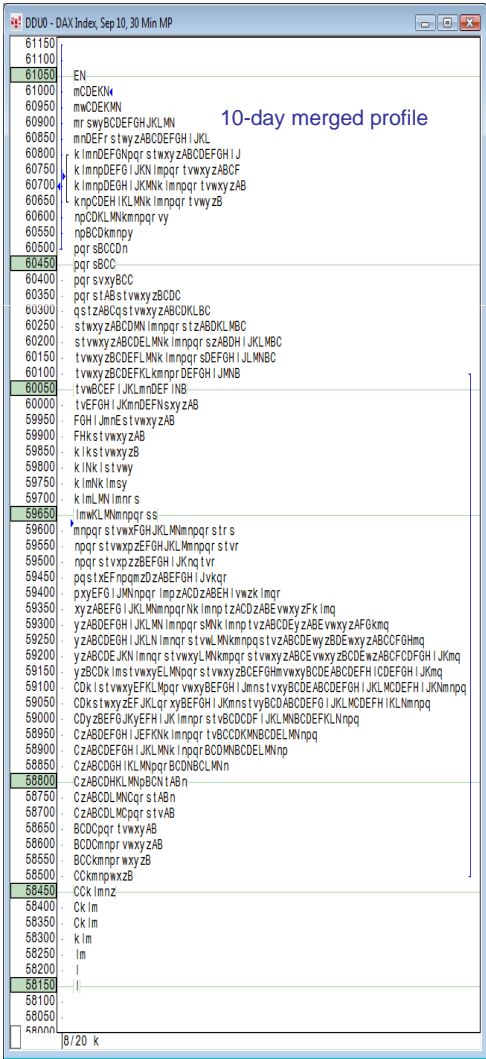 DDU0 - DAX Index, Sep 10, 30 Min MP
10-day merged profile
61150
61100
61050 EN
61000 mCDEKN
60950 mwCDEKMN
60900 mrswyBCDEFGHJKLMN
60850 mnDEFrstwyzABCDEFGHIJKL
60800 klmnDEFGNpqrstwxyzABCDEFGHIJ
60750 klmnpDEFGIJKNlmpqrtvwxyzABCF
60700 klmnpDEGHIJKMNklmnpqrtvwxyzAB
60650 knpCDEHIKLMNklmnpqrtvwyzB
60600 npCDKLMNkmnpqrvy
60550 npBCDkmnpy
60500 pqrsBCCDn
60450 pqrsBCC
60400 pqrsvxyBCC
60350 pqrstABstvwxyzBCDC
60300 qstzABCqstvwxyzABCDKLBC
60250 stwxyzABCDMNlmnpqrstzABDKLMBC
60200 stvwxyzABCDELMNklmnpqrszABDHIJKLMBC
60150 tvwxyzBCDEFLMNklmnpqrsDEFGHIJLMNBC
60100 tvwxyzBCDEFKLkmnprDEFGHIJMNB
60050 tvwBCEFIJKLmnDEFINB
60000 tvEFGHIJKmnDEFNsxyzAB
59950 FGHIJmnEstvwxyzAB
59900 FHkstvwxyzAB
59850 klkstvwxyzB
59800 klNklstvwy
59750 klmNklmsy
59700 kmLMNlmnrs
59650 lmwKLMNmnpqrss
59600 mnpqrstvwxFGHJKLMNmnpqrstrs
59550 npqrstvwxpzEFGHJKLMmnpqrstvr
59500 npqrstvxpzzBEFGHIJKnqtvr
59450 pqstxEFnpqmzDzABEFGHIJvkqr
59400 pxyEFGIJMNnpqrlmpzACDzABEHIvwzklmqr
59350 xyzABEFGIJKLMNmnpqrNklmnptzACDzABEvwxyzFklmq
59300 yzABDEFGHIJKLMNlmnpqrsMNklmnptvzABCDEyzABEvwxyzAFGkmq
59250 yzABCDEGHIJKLNlmnqrstvwLMNkmnpqstvzABCDEwyzBDEwxyzABCCFGHmq
59200 yzABCDEJKNlmnqrstvwxyLMNkmpqrstvwxyzABCEvwxyzBCDEwzABCFCDFGHIJKmq
59150 yzBCDklmstvwxyELMNpqrstvwxyzBCEFGHmvwxyBCDEABCDEFHICDEFGHIJKmq
59100 CDklstvwxyEFKLMpqrvwxyBEFGHIJmnstvxyBCDEABCDEFGHIJKLMCDEFHIJKNmnpq
59050 CDkstwxyzEFJKLqrxyBEFGHIJKmnstvyBCDABCDEFGIJKLMCDEFHIKLNmnpq
59000 CDyzBEFGJKyEFHIJKlmnprstvBCDCDFIJKLMNBCDEFKLNnpq
58950 CzABDEFGHIJEFKNklmnpqrtvBCCDKMNBCDELMNnpq
58900 CzABCDEFGHIJKLMNklnpqrBCDMNBCDELMNnp
58850 CzABCDGHIKLMNpqrBCDNBCLMNn
58800 CzABCDHKLMNpBCNtABn
58750 CzABCDLMNCqrstABn
58700 CzABCDLMCpqrstvAB
58650 BCDCpqrtvwxyAB
58600 BCDCmnprvwxyzAB
58550 BCCkmnprwxyzB
58500 CCkmnpwxzB
58450 CCklmnz
58400 Cklm
58350 Cklm
58300 klm
58250 lm
58200 l
58150 l
58100
58050
58000
8/20 k